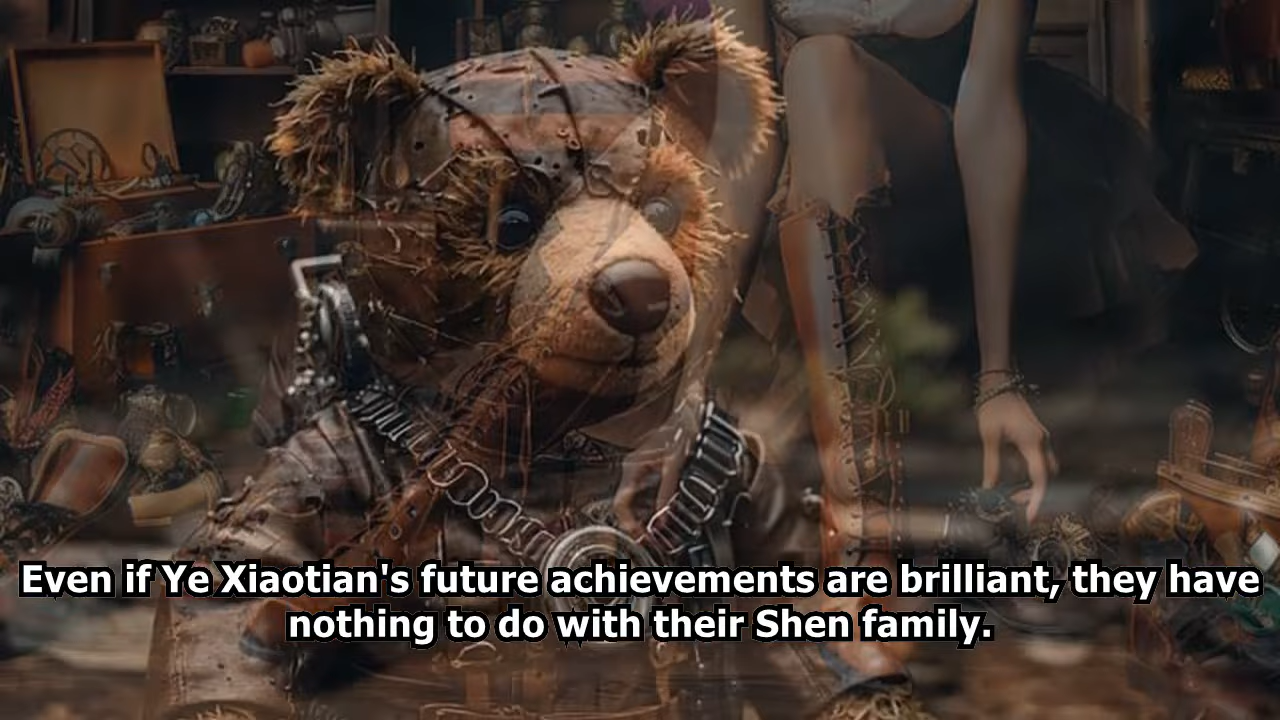 Even if Ye Xiaotian's future achievements are brilliant, they have
nothing to do with their Shen family.